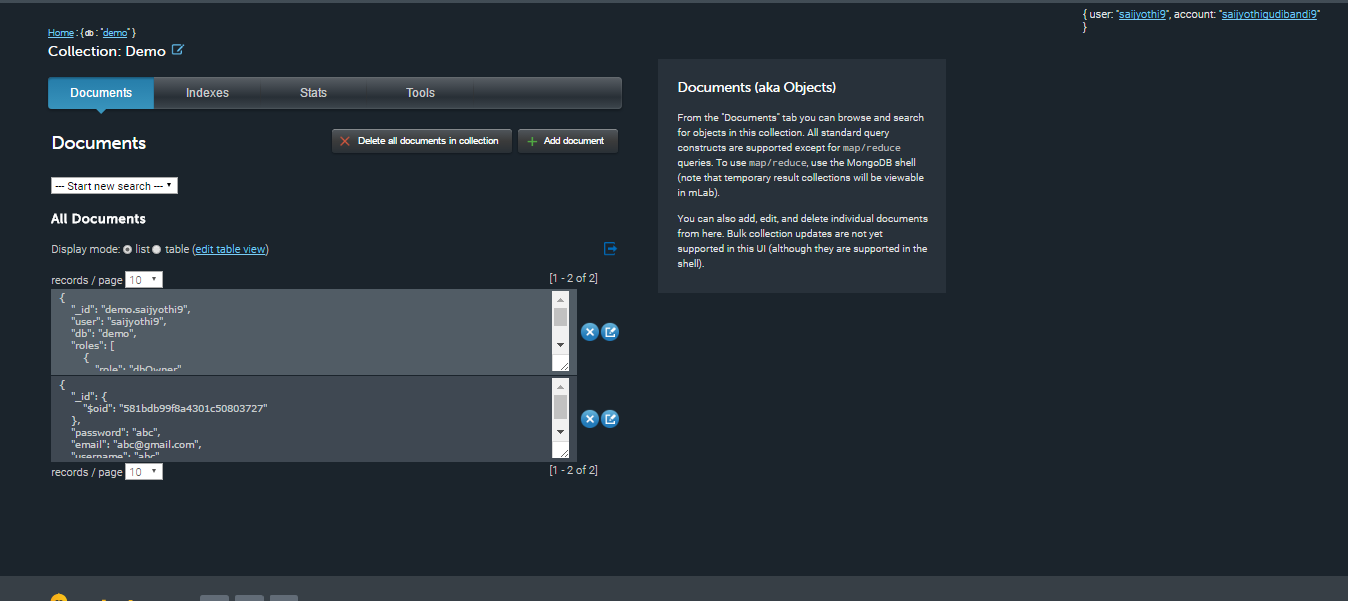 { user: "saijyothi9", account: "saijyothigudibandi9"
}
Home : { db : "demo" }
Collection: Demo
Documents Indexes Stats Tools
Documents
Delete all documents in collection
Add document
--- Start new search ---
All Documents
Display mode: list table (edit table view)
records / page 10 [1 - 2 of 2]
{
"_id": "demo.saijyothi9",
"user": "saijyothi9",
"db": "demo",
"roles": [
{
"role": "dbOwner"
{
"_id": {
"$oid": "581bdb99f8a4301c50803727"
},
"password": "abc",
"email": "abc@gmail.com",
"username": "abc"
records / page 10 [1 - 2 of 2]
Documents (aka Objects)
From the "Documents" tab you can browse and search
for objects in this collection. All standard query
constructs are supported except for map/reduce
queries. To use map/reduce, use the MongoDB shell
(note that temporary result collections will be viewable
in mLab).
You can also add, edit, and delete individual documents
from here. Bulk collection updates are not yet
supported in this UI (although they are supported in the
shell).